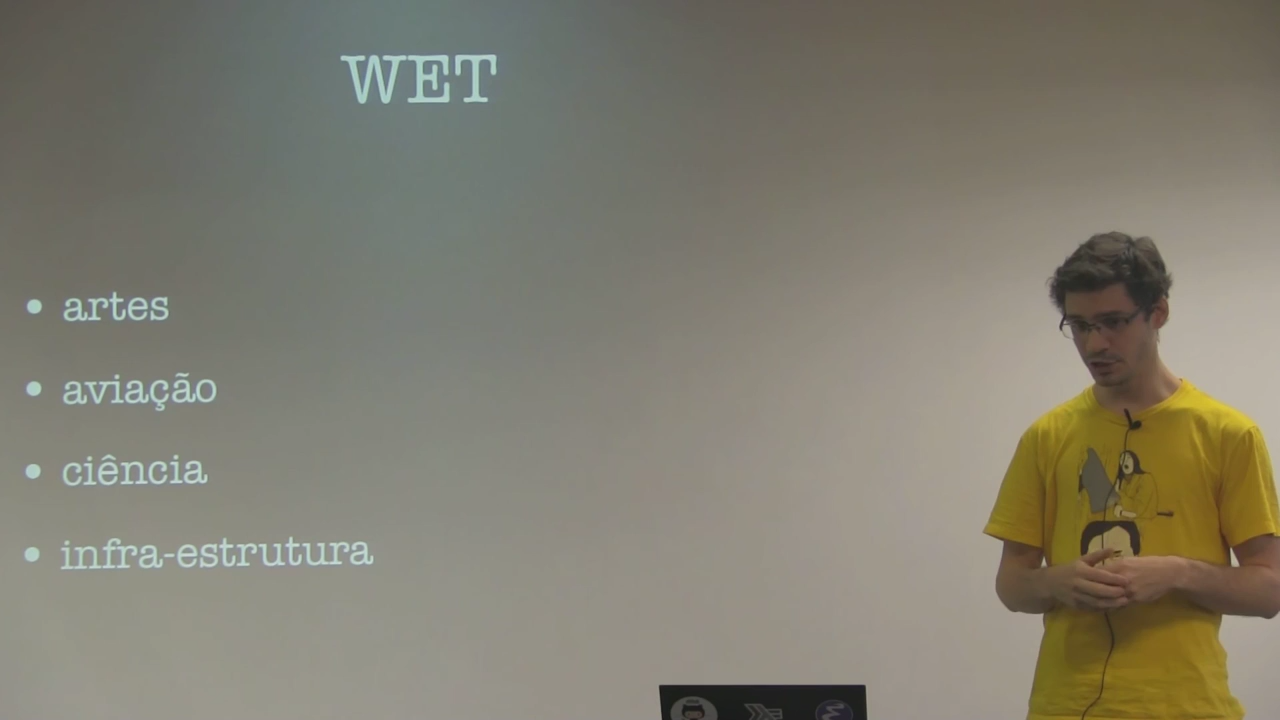 WET
• artes
• aviação
• ciência
• infra-estrutura